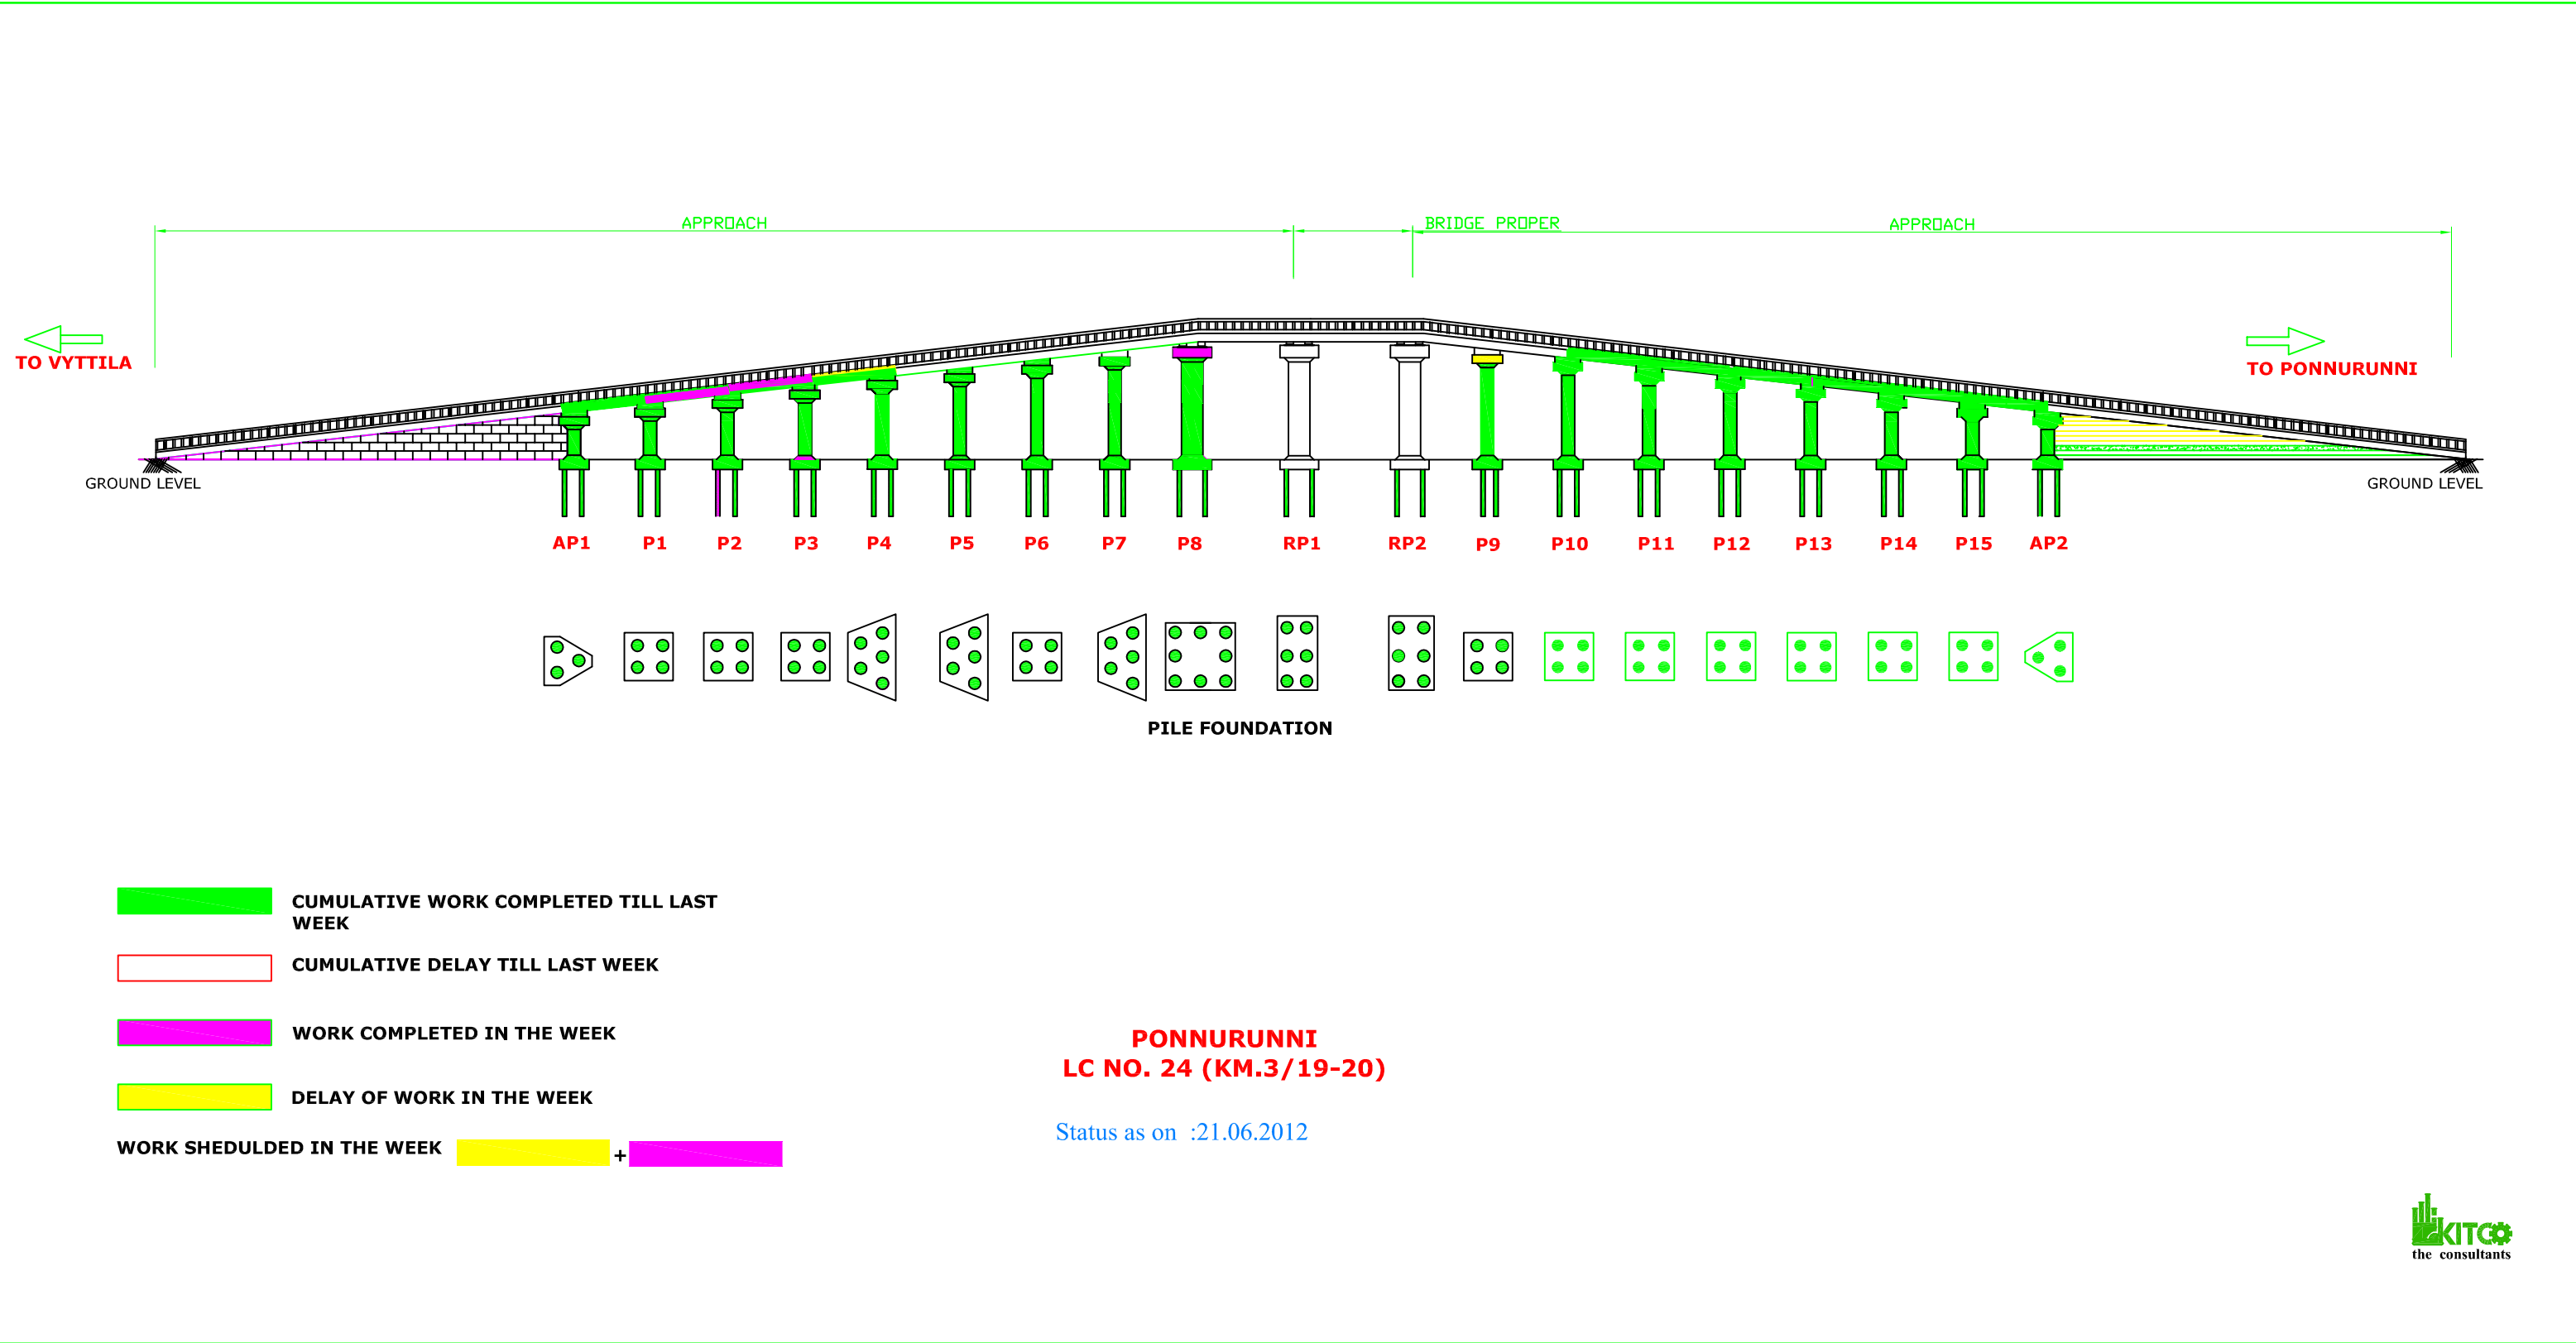 APPROACH
BRIDGE PROPER
APPROACH
TO VYTTILA
TO PONNURUNNI
GROUND LEVEL
GROUND LEVEL
AP1 P1 P2 P3 P4 P5 P6 P7 P8 RP1 RP2 P9 P10 P11 P12 P13 P14 P15 AP2
PILE FOUNDATION
CUMULATIVE WORK COMPLETED TILL LAST
WEEK
CUMULATIVE DELAY TILL LAST WEEK
WORK COMPLETED IN THE WEEK
DELAY OF WORK IN THE WEEK
WORK SHEDULDED IN THE WEEK +
PONNURUNNI
LC NO. 24 (KM.3/19-20)
Status as on :21.06.2012
KITCO
the consultants